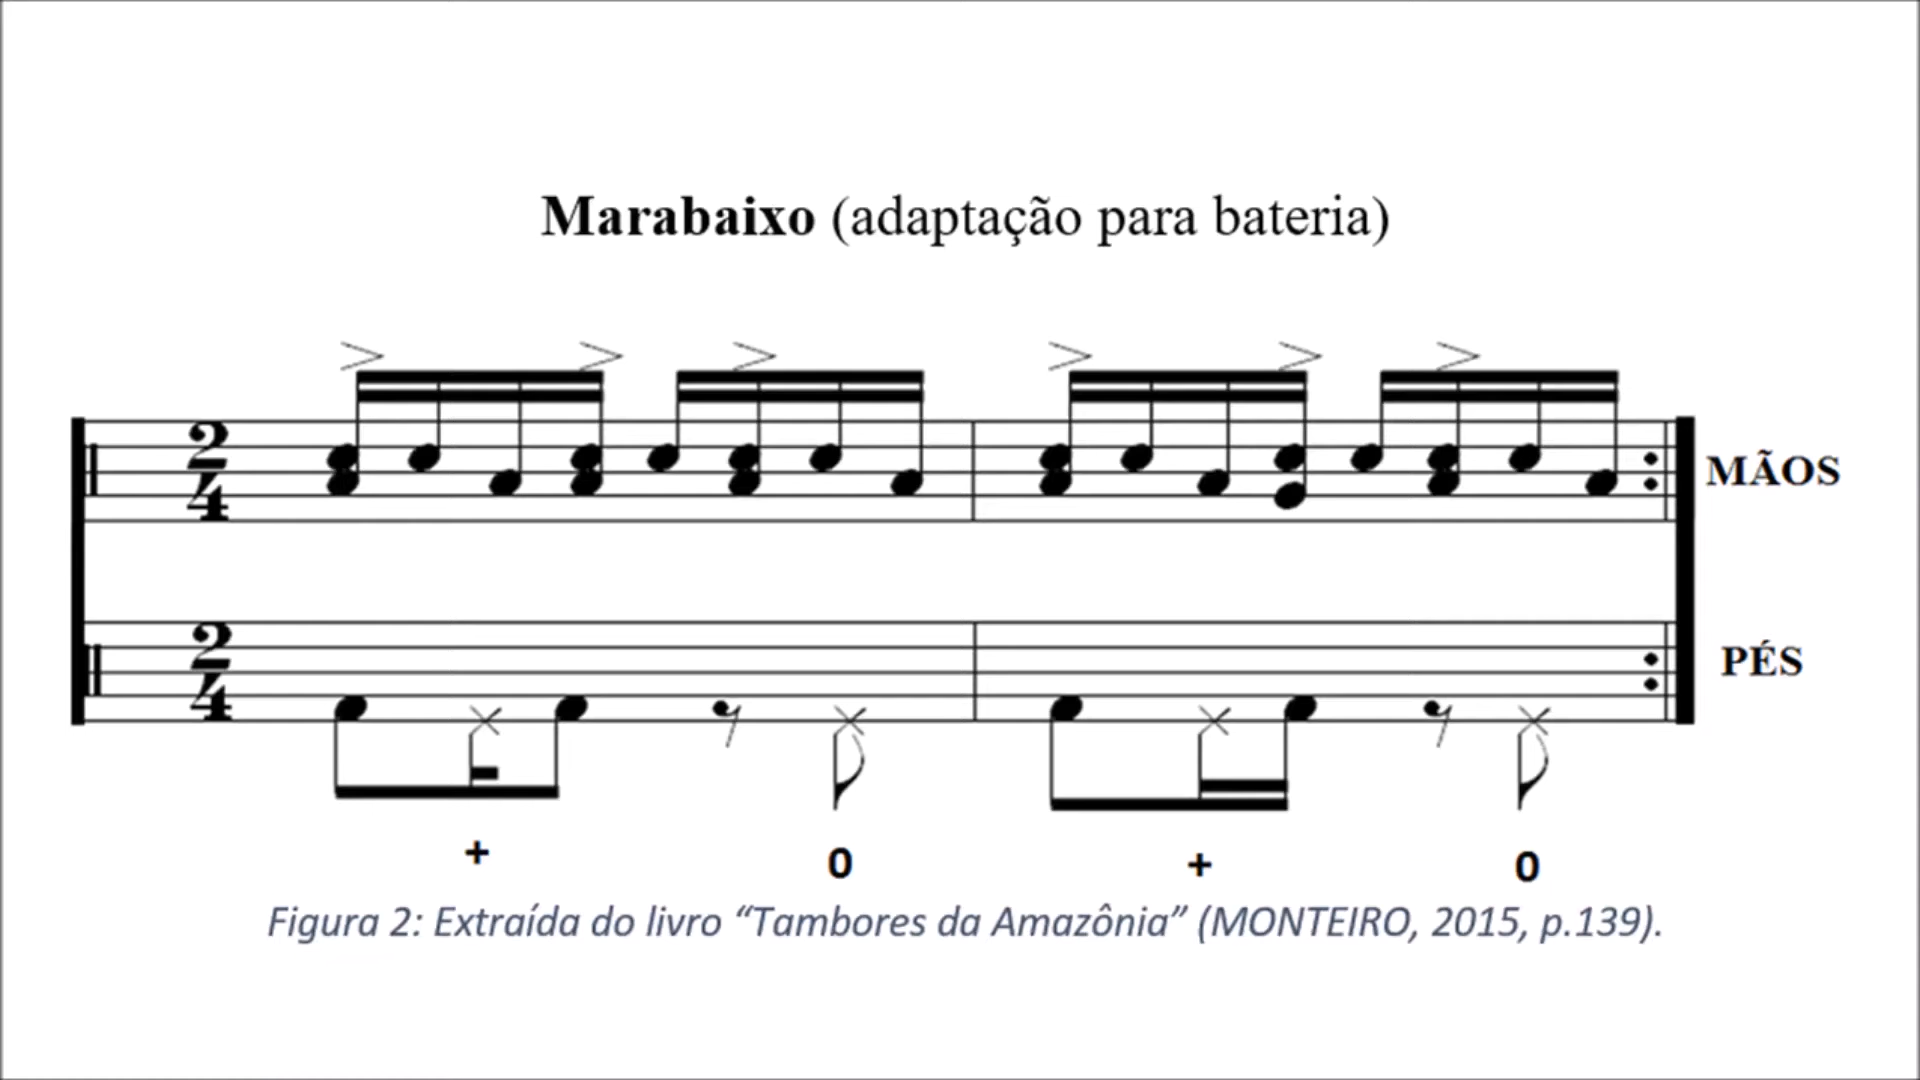 Marabaixo (adaptação para bateria)
2
4
MÃOS
2
4
PÉS
+ 0 + 0
Figura 2: Extraída do livro “Tambores da Amazônia” (MONTEIRO, 2015, p.139).